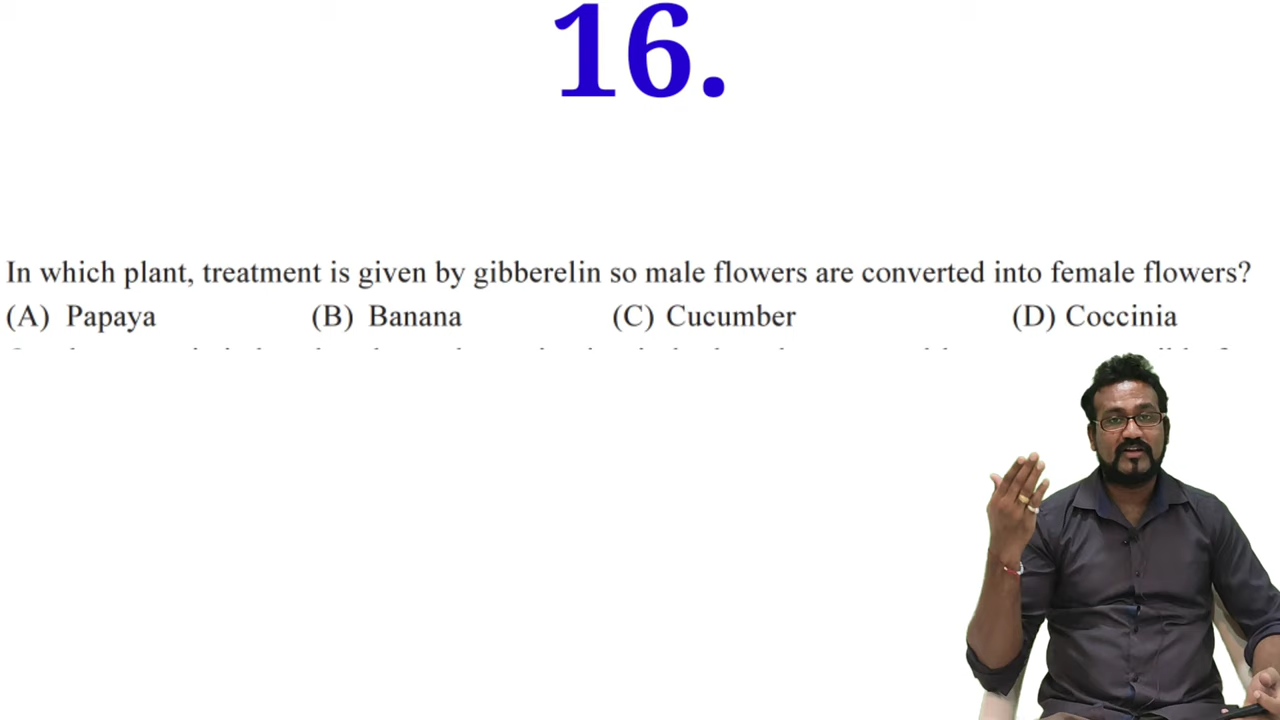 16.
In which plant, treatment is given by gibberelin so male flowers are converted into female flowers?
(A) Papaya (B) Banana (C) Cucumber (D) Coccinia